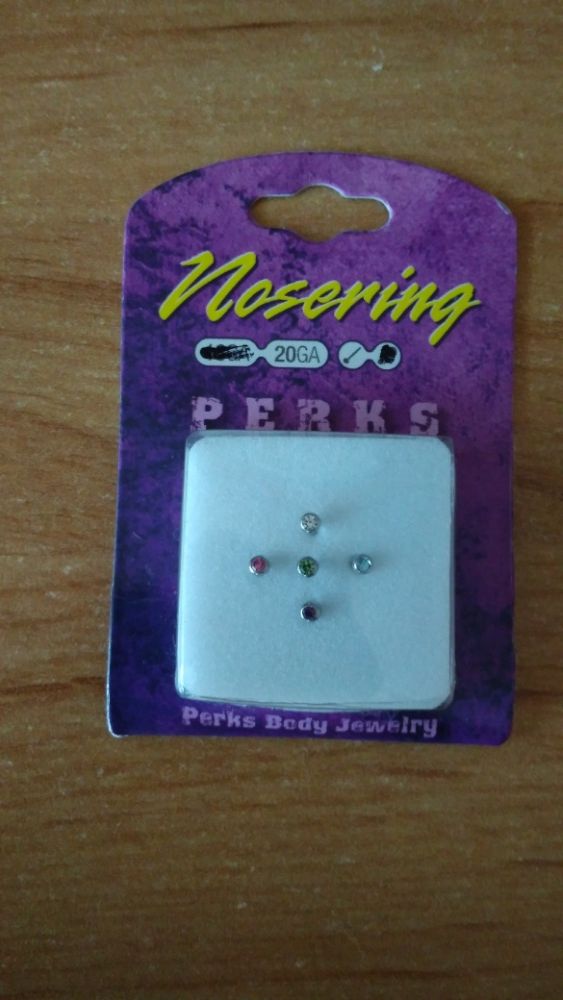 Nosering
20GA
PERKS
Perks Body Jewelry